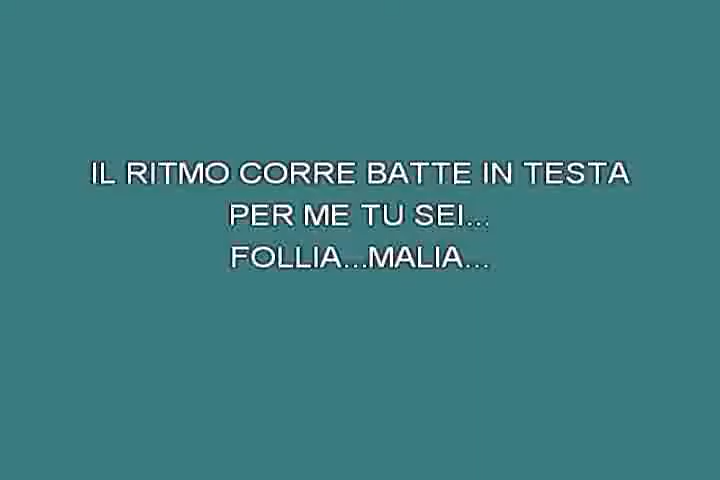 IL RITMO CORRE BATTE IN TESTA
PER ME TU SEI...
FOLLIA...MALIA...